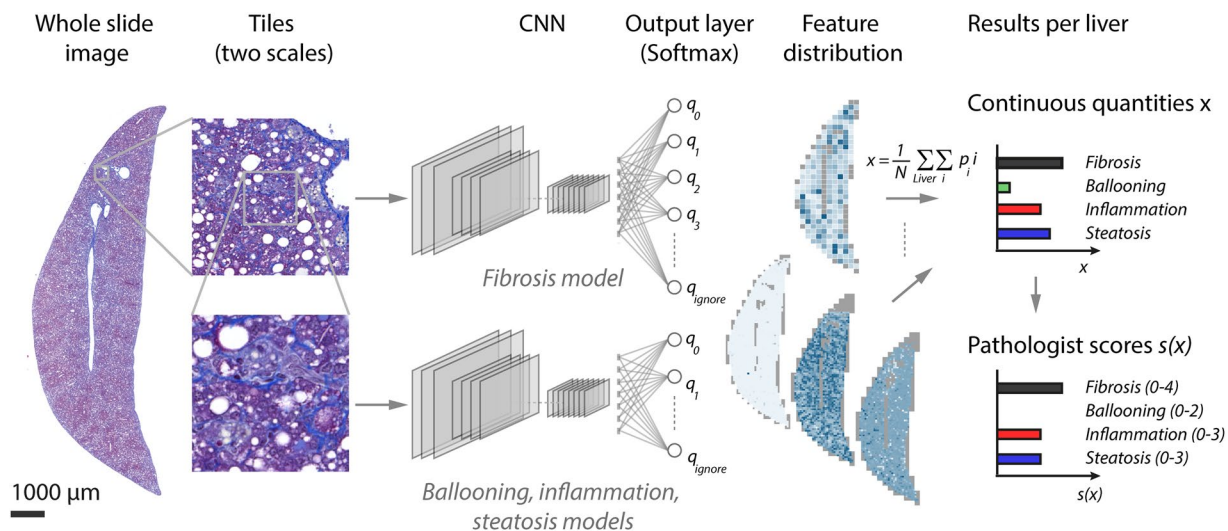 Whole slide
image
Tiles
(two scales)
CNN
Output layer
(Softmax)
Feature
distribution
Results per liver
q0
q1
q2
q3
qignore
Fibrosis model
x = 1/N ∑Liver ∑i pi i
Continuous quantities x
Fibrosis
Ballooning
Inflammation
Steatosis
x
q0
q1
qignore
Ballooning, inflammation,
steatosis models
Pathologist scores s(x)
Fibrosis (0-4)
Ballooning (0-2)
Inflammation (0-3)
Steatosis (0-3)
s(x)
1000 µm